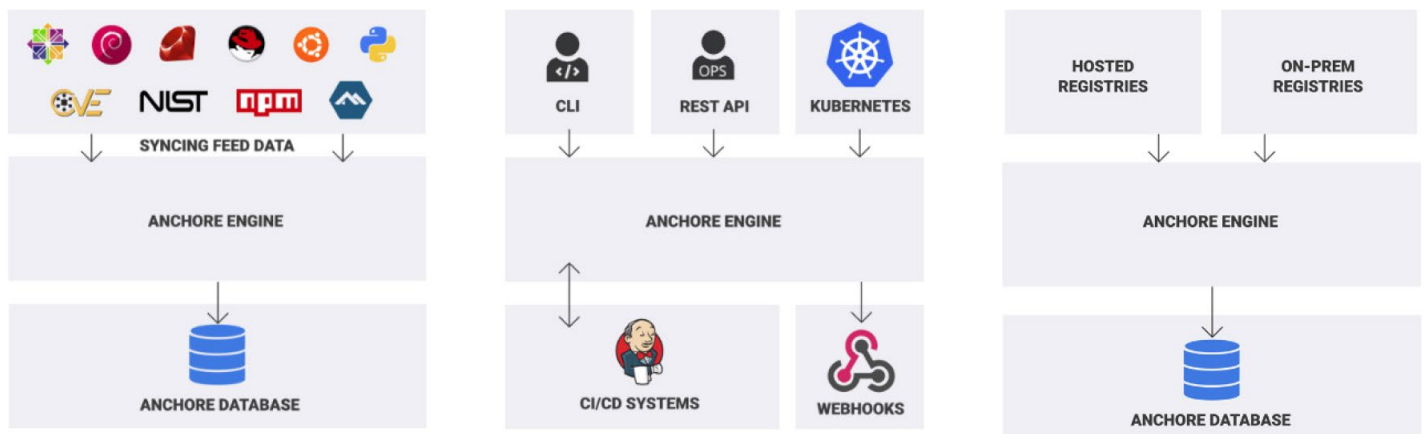 CVE
NIST
npm
SYNCING FEED DATA
ANCHORE ENGINE
ANCHORE DATABASE
</>
CLI
OPS
REST API
KUBERNETES
ANCHORE ENGINE
CI/CD SYSTEMS
WEBHOOKS
HOSTED
REGISTRIES
ON-PREM
REGISTRIES
ANCHORE ENGINE
ANCHORE DATABASE